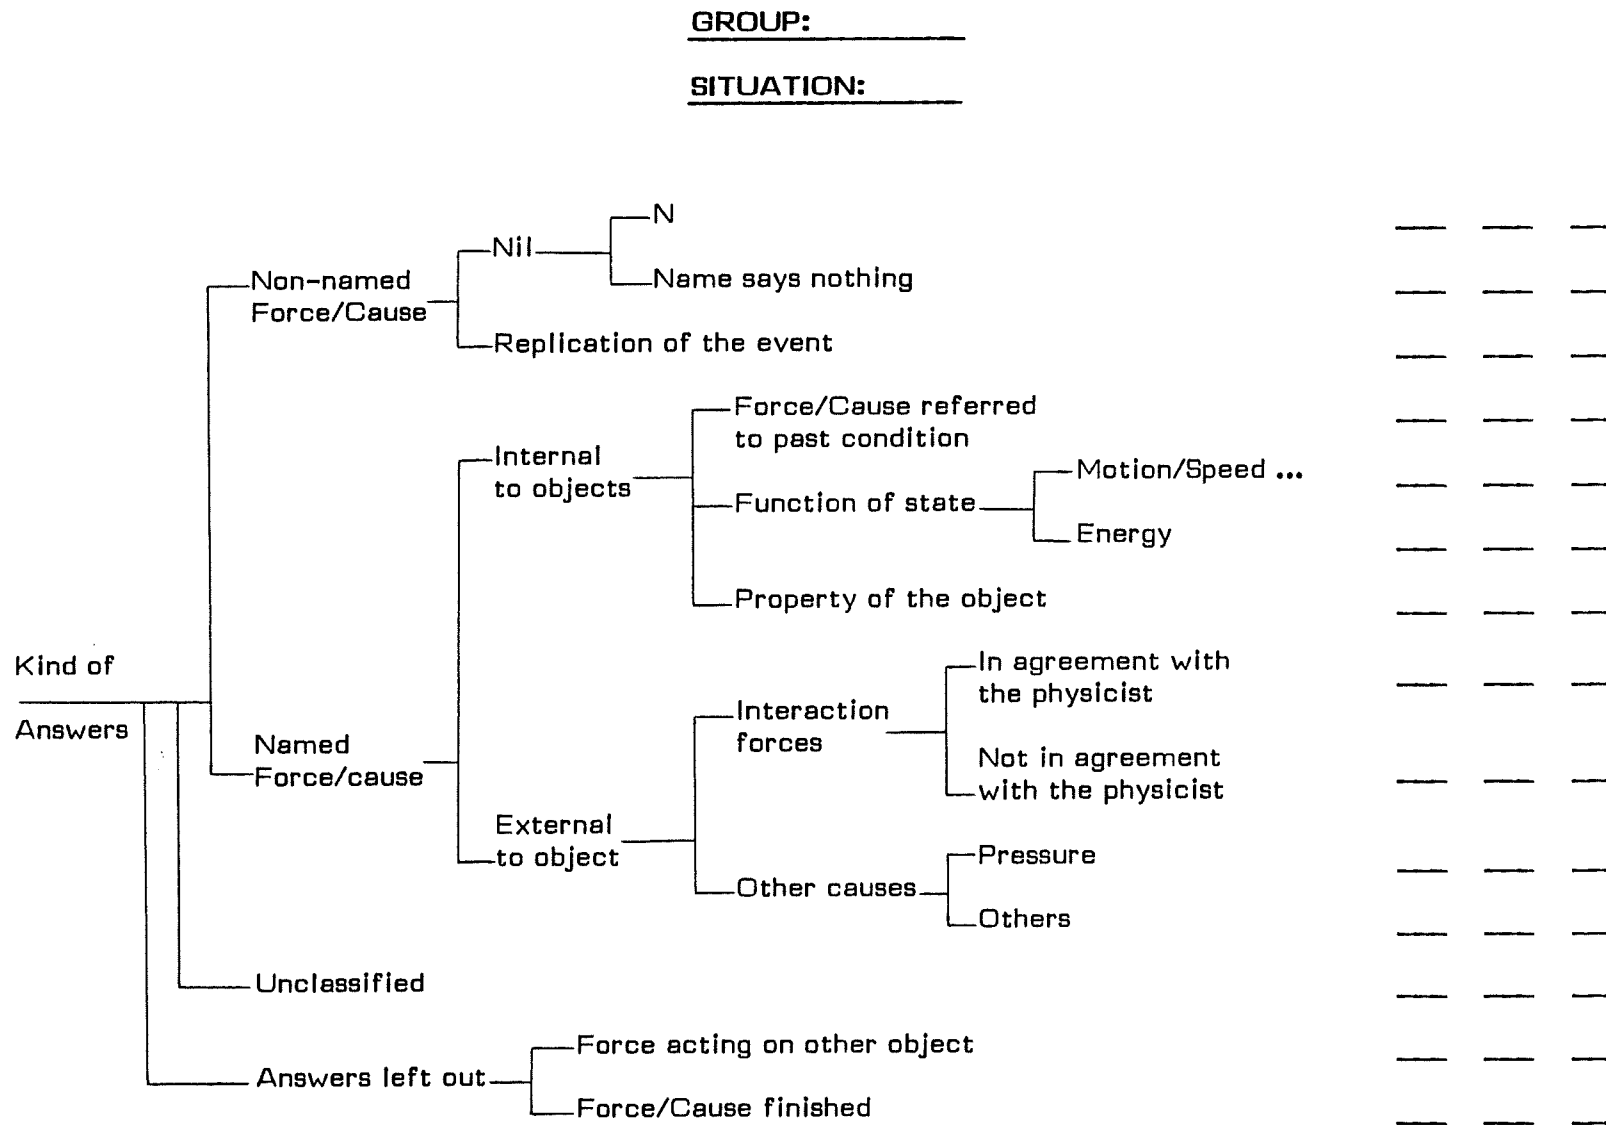 GROUP:
SITUATION:
N
Nil
Name says nothing
Non-named
Force/Cause
Replication of the event
Force/Cause referred
to past condition
Internal
to objects
Motion/Speed ...
Function of state
Energy
Property of the object
Kind of
Answers
In agreement with
the physicist
Interaction
forces
Named
Force/cause
Not in agreement
with the physicist
External
to object
Pressure
Other causes
Others
Unclassified
Force acting on other object
Answers left out
Force/Cause finished